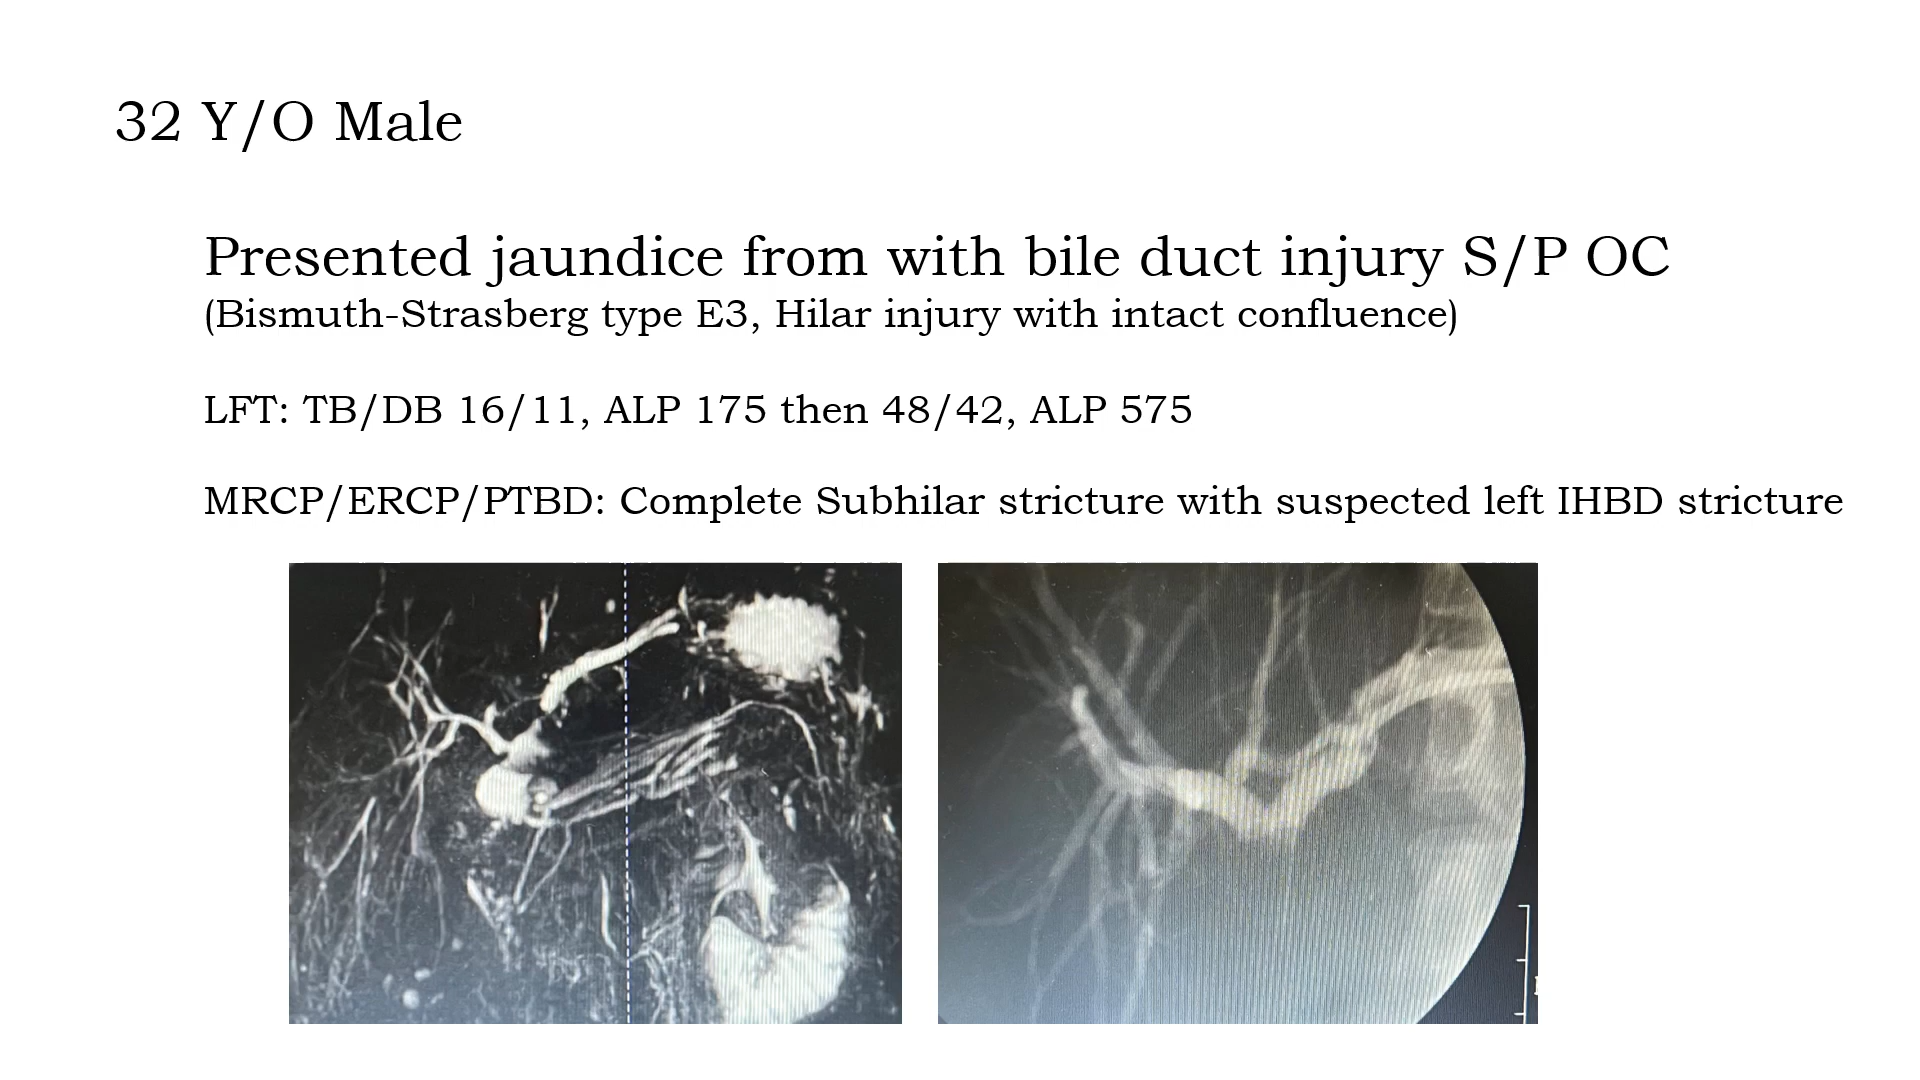 32 Y/O Male
Presented jaundice from with bile duct injury S/P OC
(Bismuth-Strasberg type E3, Hilar injury with intact confluence)
LFT: TB/DB 16/11, ALP 175 then 48/42, ALP 575
MRCP/ERCP/PTBD: Complete Subhilar stricture with suspected left IHBD stricture